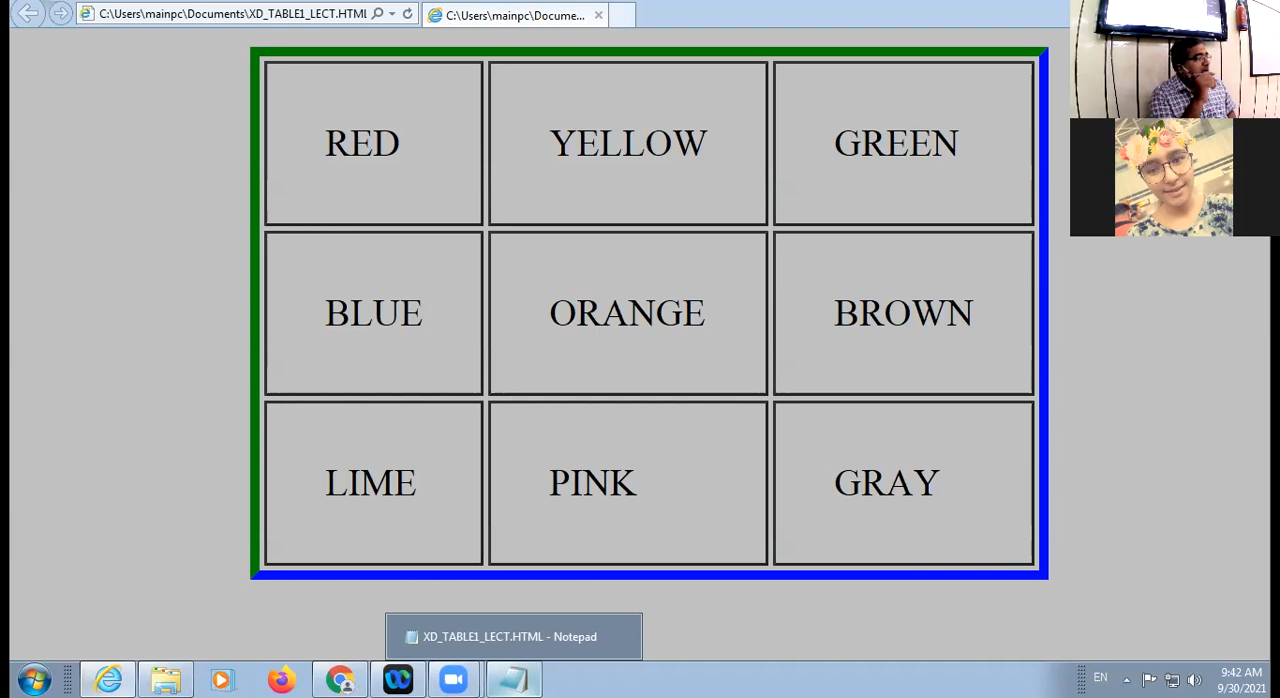 C:\Users\mainpc\Documents\XD_TABLE1_LECT.HTML
C:\Users\mainpc\Docume...
RED YELLOW GREEN
BLUE ORANGE BROWN
LIME PINK GRAY
XD_TABLE1_LECT.HTML - Notepad
EN
9:42 AM
9/30/2021